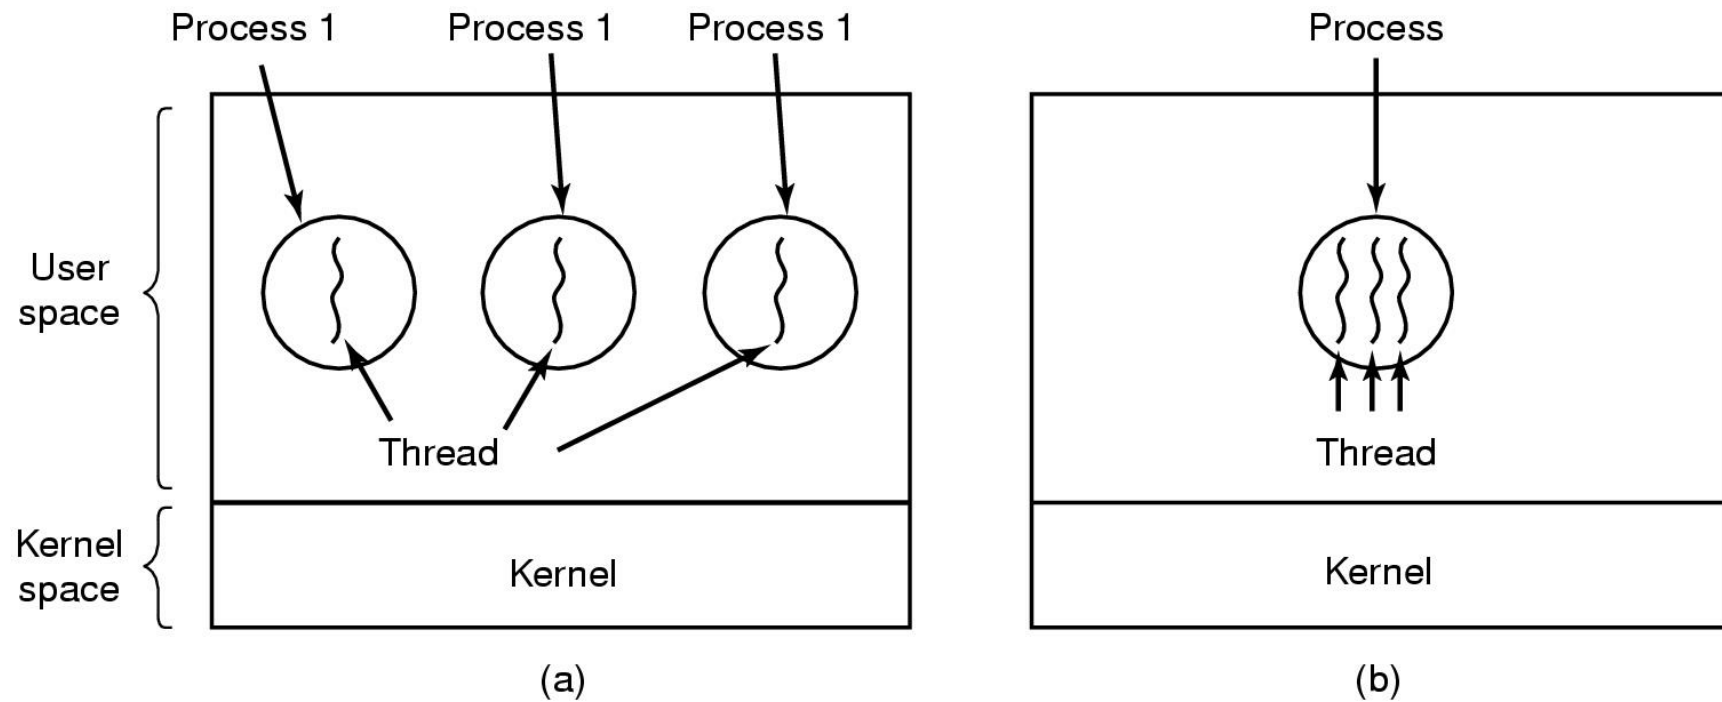 Process 1 Process 1 Process 1
Process
User
space
Thread
Thread
Kernel
space
Kernel
Kernel
(a)
(b)